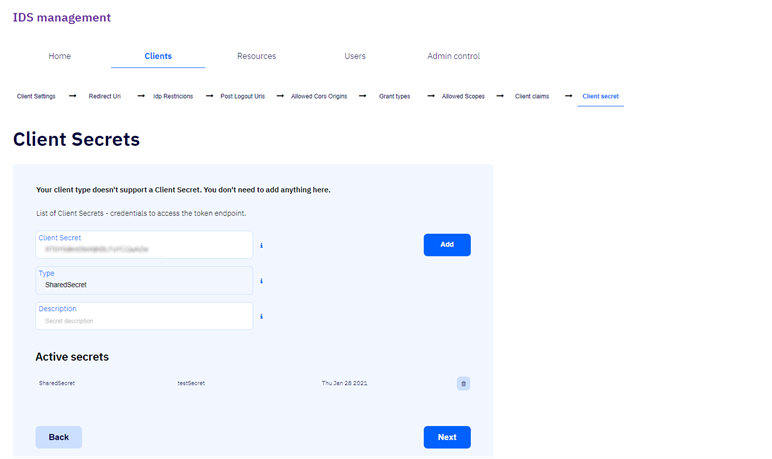 IDS management
Home Clients Resources Users Admin control
Client Settings → Redirect Uri → Idp Restricions → Post Logout Uris → Allowed Cors Origins → Grant types → Allowed Scopes → Client claims → Client secret
Client Secrets
Your client type doesn't support a Client Secret. You don't need to add anything here.
List of Client Secrets - credentials to access the token endpoint.
Client Secret
i
Add
Type
SharedSecret
i
Description
Secret description
i
Active secrets
SharedSecret testSecret Thu Jan 28 2021
Back Next